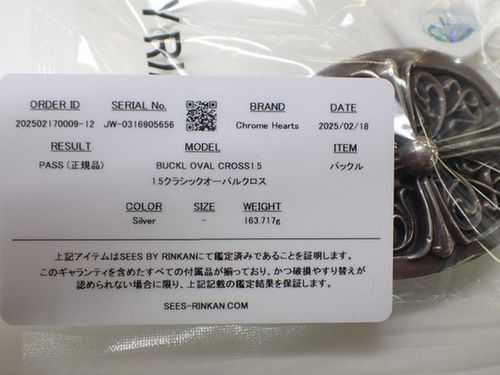 Y RIN
ORDER ID SERIAL No. BRAND DATE
202502170009-12 JW-0316905656 Chrome Hearts 2025/02/18
RESULT MODEL ITEM
PASS (正規品) BUCKL OVAL CROSS1.5 バックル
1.5クラシックオーバルクロス
COLOR SIZE WEIGHT
Silver - 163.717g
上記アイテムはSEES BY RINKANにて鑑定済みであることを証明します。
このギャランティを含めたすべての付属品が揃っており、かつ破損やすり替えが
認められない場合に限り、上記記載の鑑定結果を保証します。
SEES-RINKAN.COM